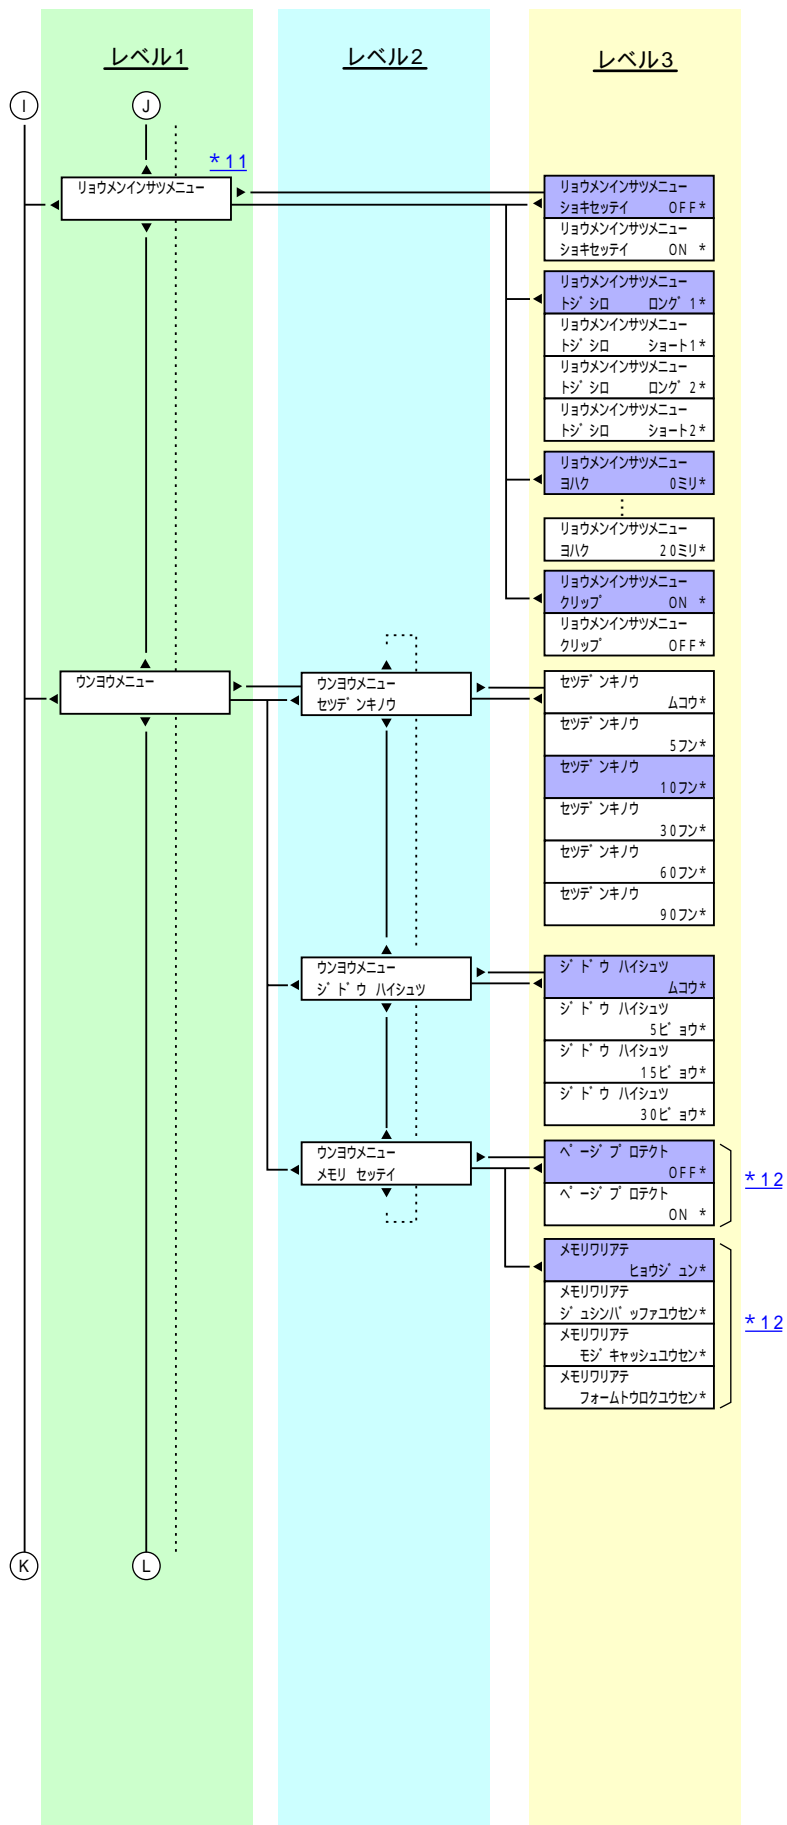 レベル1
レベル2
レベル3
I
J
*11
リョウメンインサツメニュー
リョウメンインサツメニュー
ショキセッテイ OFF*
リョウメンインサツメニュー
ショキセッテイ ON *
リョウメンインサツメニュー
トジシロ ロング 1*
リョウメンインサツメニュー
トジシロ ショート1*
リョウメンインサツメニュー
トジシロ ロング 2*
リョウメンインサツメニュー
トジシロ ショート2*
リョウメンインサツメニュー
ヨハク 0ミリ*
リョウメンインサツメニュー
ヨハク 20ミリ*
リョウメンインサツメニュー
クリップ ON *
リョウメンインサツメニュー
クリップ OFF*
ウンヨウメニュー
ウンヨウメニュー
セツデンキノウ
セツデンキノウ
ムコウ*
セツデンキノウ
5フン*
セツデンキノウ
10フン*
セツデンキノウ
30フン*
セツデンキノウ
60フン*
セツデンキノウ
90フン*
ウンヨウメニュー
ジドウ ハイシュツ
ジドウ ハイシュツ
ムコウ*
ジドウ ハイシュツ
5ビョウ*
ジドウ ハイシュツ
15ビョウ*
ジドウ ハイシュツ
30ビョウ*
ウンヨウメニュー
メモリ セッテイ
ページプロテクト
OFF*
ページプロテクト
ON *
*12
メモリワリアテ
ヒョウジュン*
メモリワリアテ
ジュシンバッファユウセン*
メモリワリアテ
モジキャッシュユウセン*
メモリワリアテ
フォームトウロクユウセン*
*12
K
L